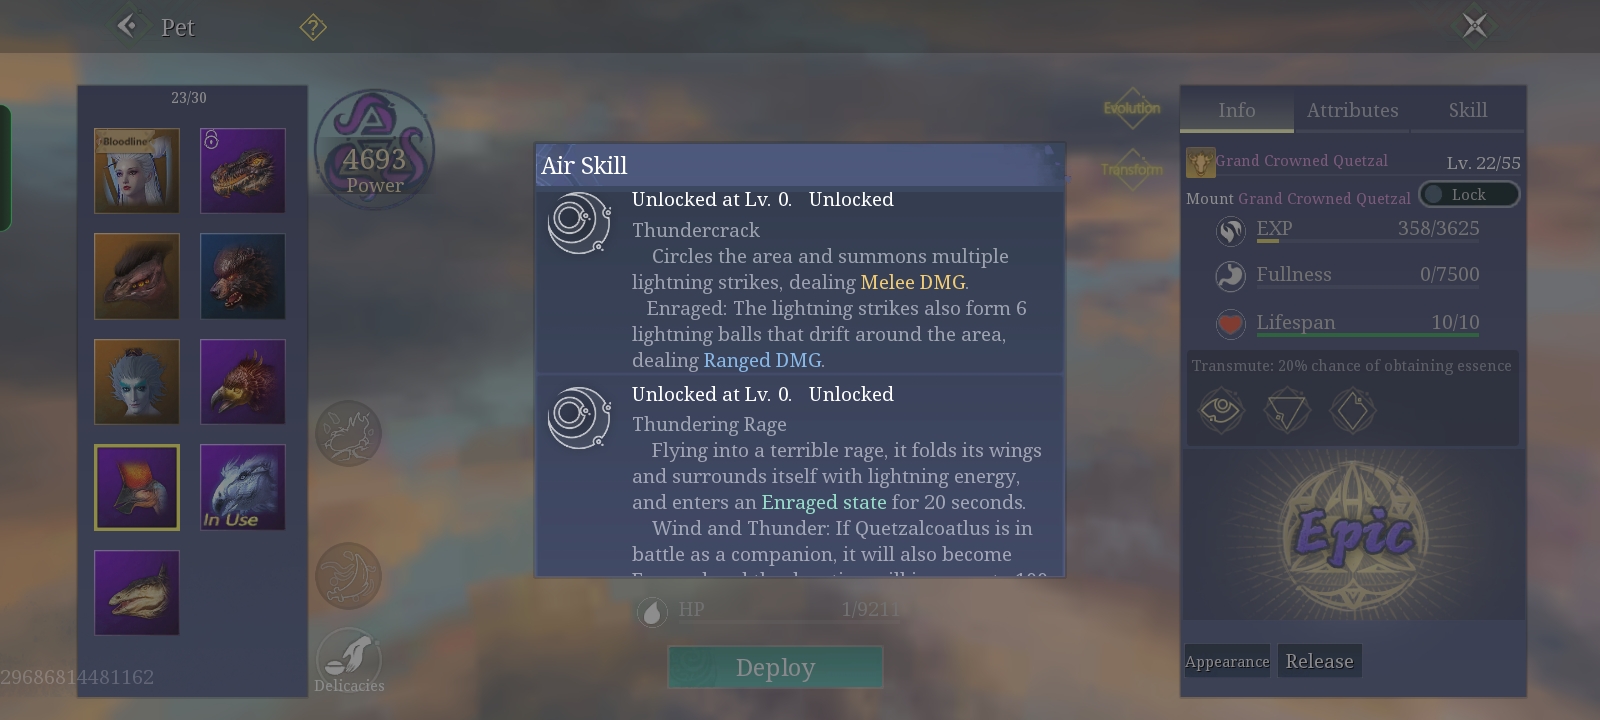 Pet
?
23/30
Bloodline
In Use
29686814481162
4693
Power
Delicacies
Air Skill
Unlocked at Lv. 0. Unlocked
Thundercrack
Circles the area and summons multiple
lightning strikes, dealing Melee DMG.
Enraged: The lightning strikes also form 6
lightning balls that drift around the area,
dealing Ranged DMG.
Unlocked at Lv. 0. Unlocked
Thundering Rage
Flying into a terrible rage, it folds its wings
and surrounds itself with lightning energy,
and enters an Enraged state for 20 seconds.
Wind and Thunder: If Quetzalcoatlus is in
battle as a companion, it will also become
HP 1/9211
Deploy
Evolution
Transform
Info Attributes Skill
Grand Crowned Quetzal Lv. 22/55
Mount Grand Crowned Quetzal Lock
EXP 358/3625
Fullness 0/7500
Lifespan 10/10
Transmute: 20% chance of obtaining essence
Epic
Appearance Release